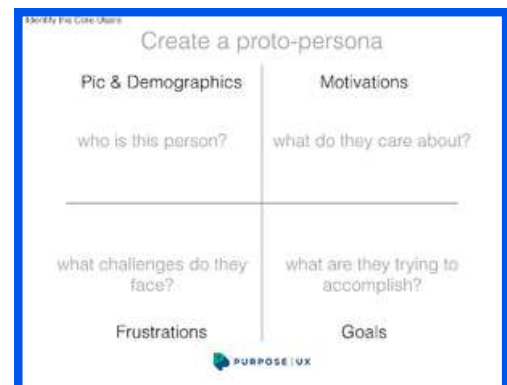 Identify the Core Users
Create a proto-persona
Pic & Demographics
Motivations
who is this person?
what do they care about?
what challenges do they
face?
what are they trying to
accomplish?
Frustrations
Goals
PURPOSE UX